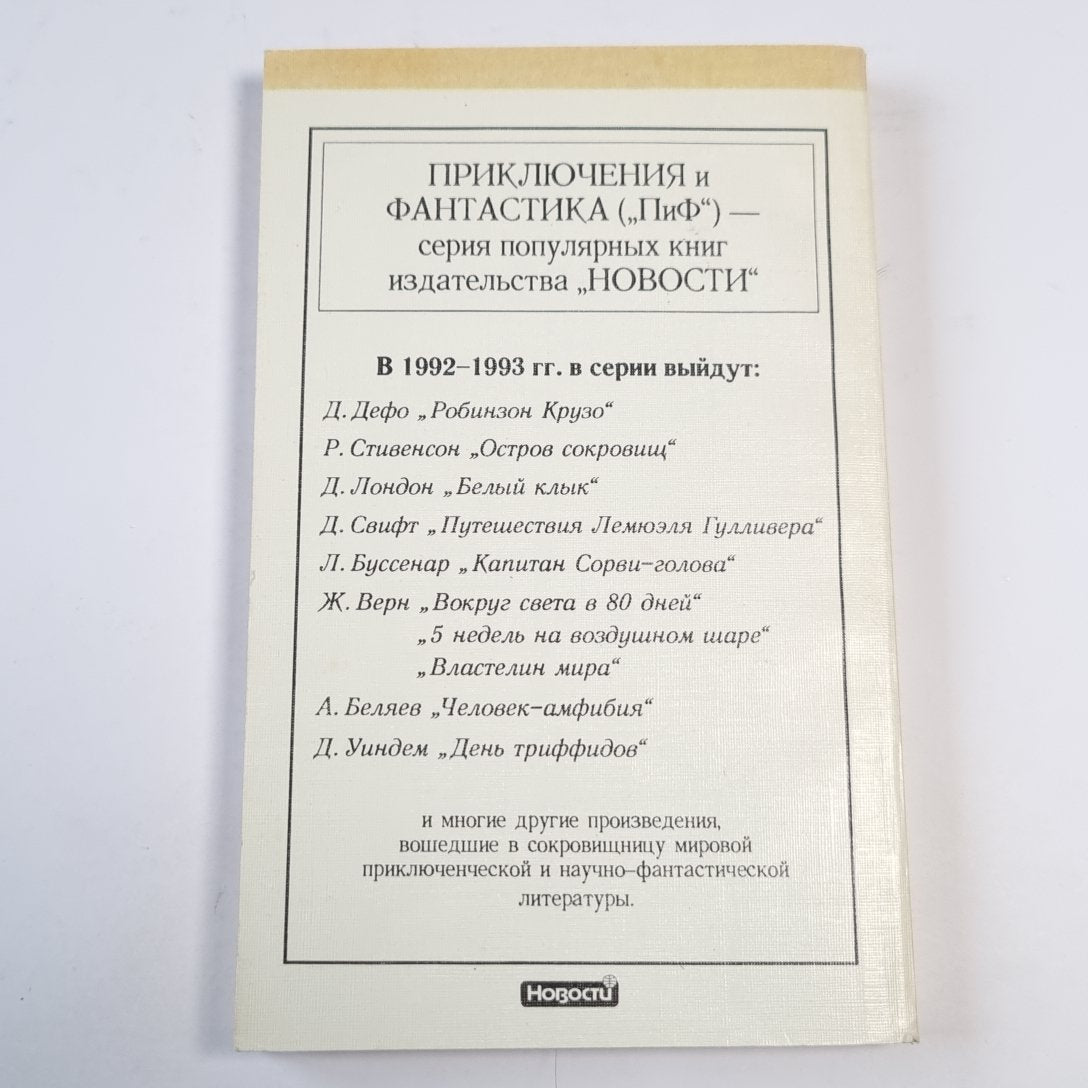 ПРИКЛЮЧЕНИЯ и
ФАНТАСТИКА („ПиФ“) —
серия популярных книг
издательства „НОВОСТИ“
В 1992–1993 гг. в серии выйдут:
Д. Дефо „Робинзон Крузо“
Р. Стивенсон „Остров сокровищ“
Д. Лондон „Белый клык“
Д. Свифт „Путешествия Лемюэля Гулливера“
Л. Буссенар „Капитан Сорви-голова“
Ж. Верн „Вокруг света в 80 дней“
„5 недель на воздушном шаре“
„Властелин мира“
А. Беляев „Человек-амфибия“
Д. Уиндем „День триффидов“
и многие другие произведения,
вошедшие в сокровищницу мировой
приключенческой и научно-фантастической
литературы.
Новости